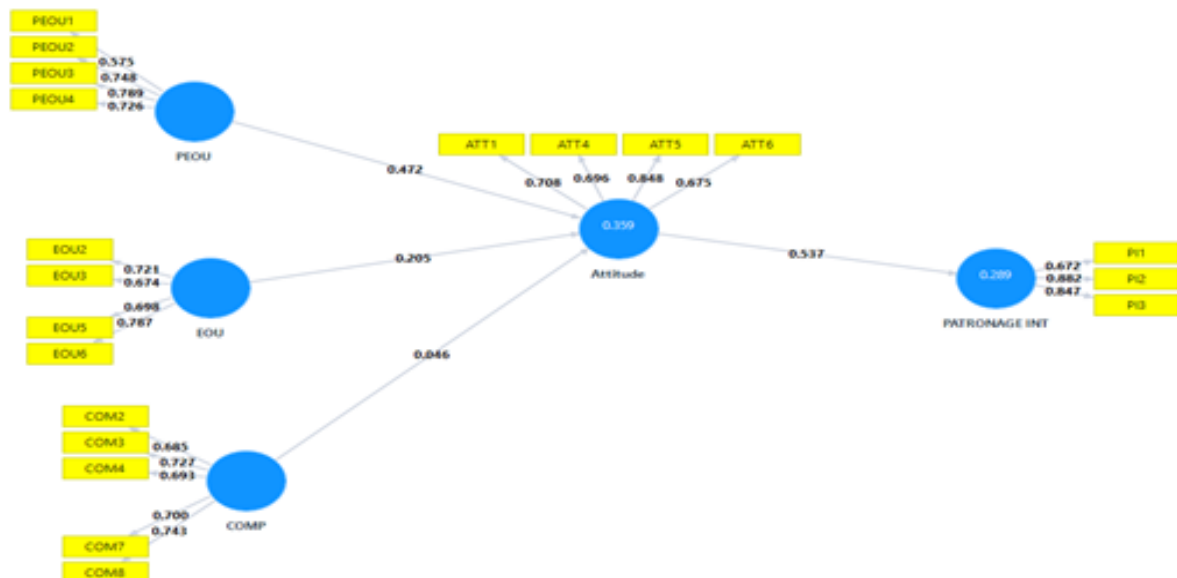 PEOU1
PEOU2
PEOU3
PEOU4
0.575
0.748
0.789
0.726
PEOU
0.472
ATT1
ATT4
ATT5
ATT6
0.708
0.696
0.848
0.675
0.359
Attitude
EOU2
EOU3
EOU5
EOU6
0.721
0.674
0.698
0.787
EOU
0.205
0.537
0.289
PATRONAGE INT
0.672
0.882
0.847
PI1
PI2
PI3
0.046
COM2
COM3
COM4
COM7
COM8
0.685
0.727
0.693
0.700
0.743
COMP